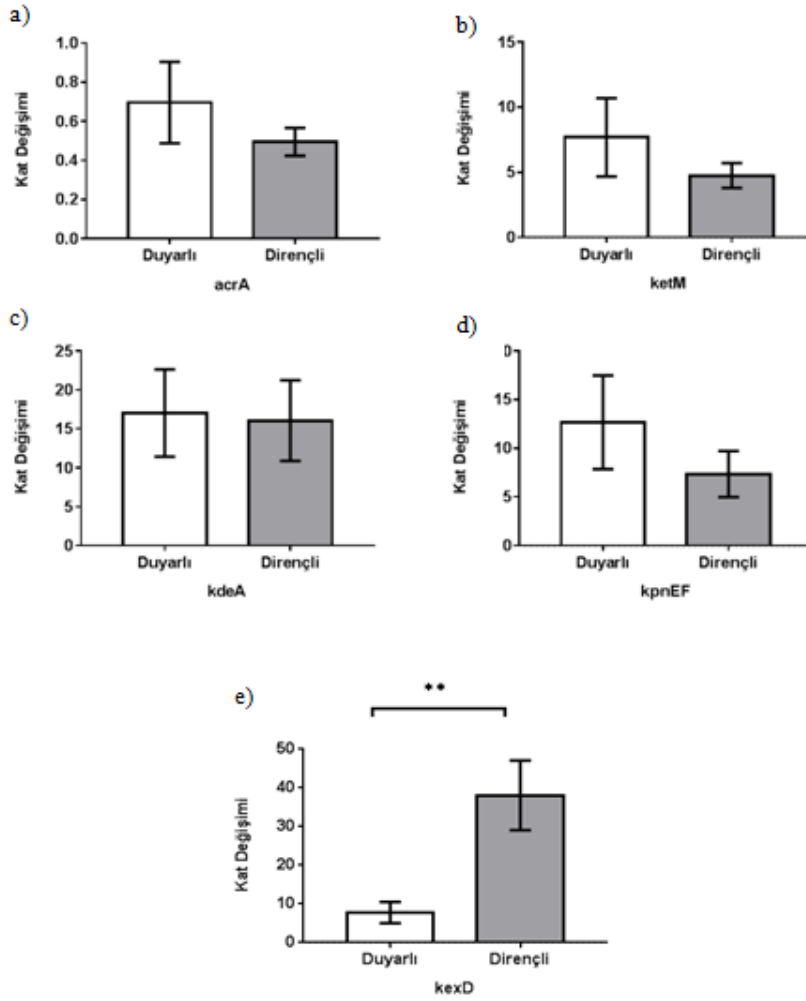 a)
1.0
0.8
0.6
0.4
0.2
0.0
Kat Değişimi
Duyarlı Dirençli
acrA
b)
15
10
5
0
Kat Değişimi
Duyarlı Dirençli
ketM
c)
25
20
15
10
5
0
Kat Değişimi
Duyarlı Dirençli
kdeA
d)
0
15
10
5
0
Kat Değişimi
Duyarlı Dirençli
kpnEF
e)
**
50
40
30
20
10
0
Kat Değişimi
Duyarlı Dirençli
kexD